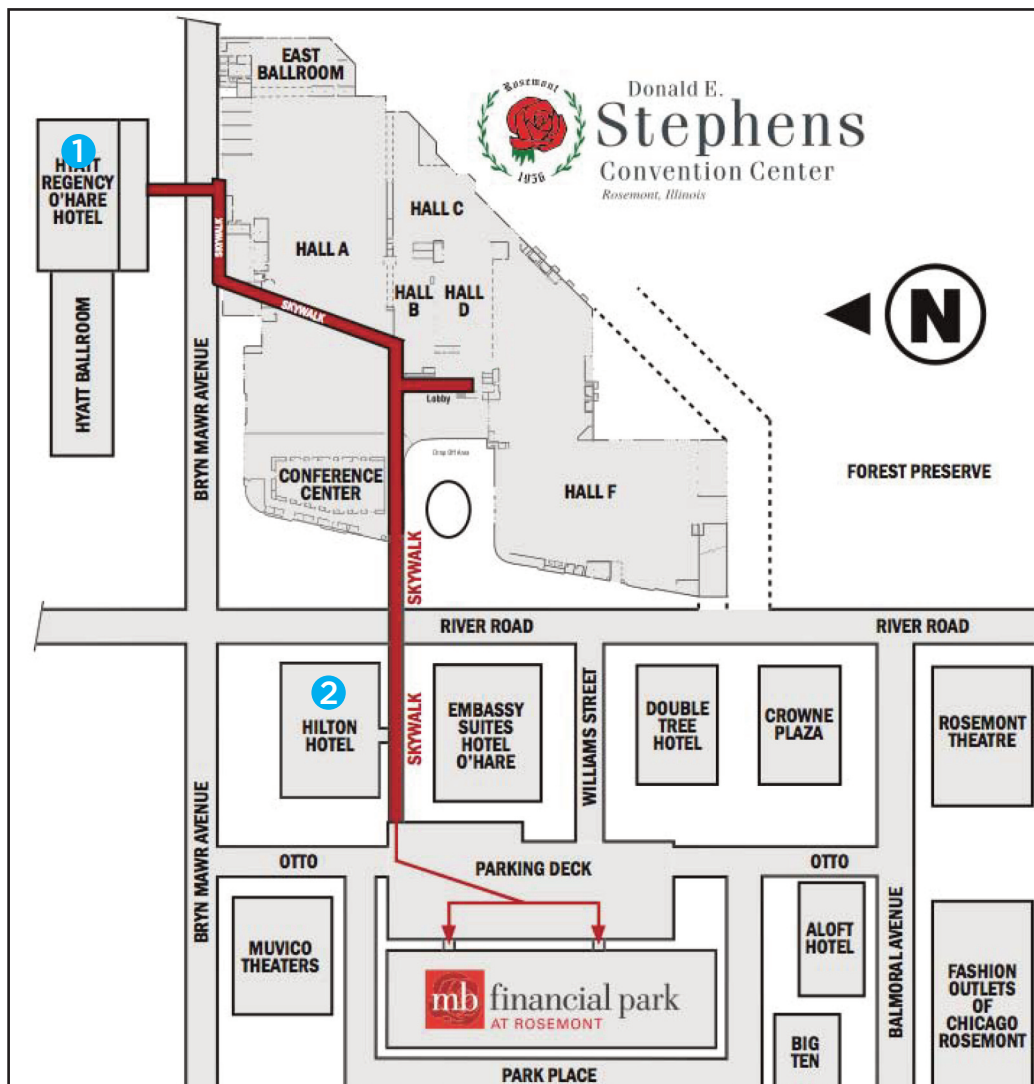 EAST
BALLROOM
Rosemont
1956
Donald E.
Stephens
Convention Center
Rosemont, Illinois
1
HYATT
REGENCY
O'HARE
HOTEL
HYATT BALLROOM
BRYN MAWR AVENUE
SKYWALK
SKYWALK
HALL A
HALL C
HALL
B
HALL
D
N
Lobby
Drop Off Area
CONFERENCE
CENTER
HALL F
FOREST PRESERVE
SKYWALK
RIVER ROAD
RIVER ROAD
2
HILTON
HOTEL
SKYWALK
EMBASSY
SUITES
HOTEL
O'HARE
WILLIAMS STREET
DOUBLE
TREE
HOTEL
CROWNE
PLAZA
ROSEMONT
THEATRE
BRYN MAWR AVENUE
OTTO
PARKING DECK
OTTO
MUVICO
THEATERS
mb financial park
AT ROSEMONT
ALOFT
HOTEL
BALMORAL AVENUE
FASHION
OUTLETS
OF
CHICAGO
ROSEMONT
BIG
TEN
PARK PLACE